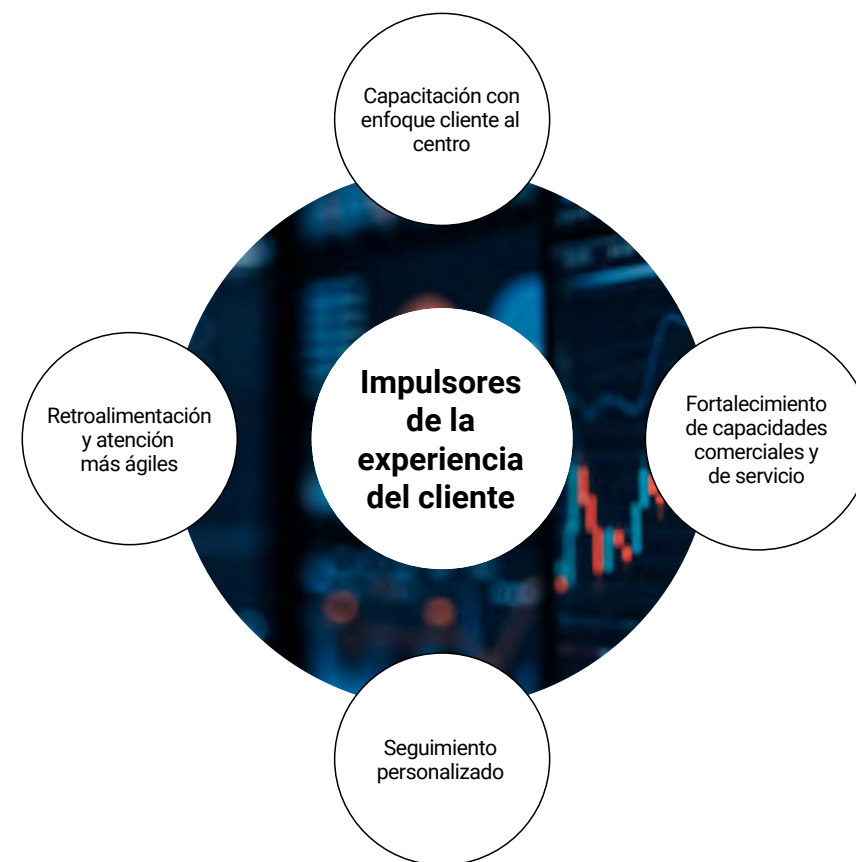 Capacitación con
enfoque cliente al
centro
Impulsores
de la
experiencia
del cliente
Retroalimentación
y atención
más ágiles
Fortalecimiento
de capacidades
comerciales y
de servicio
Seguimiento
personalizado